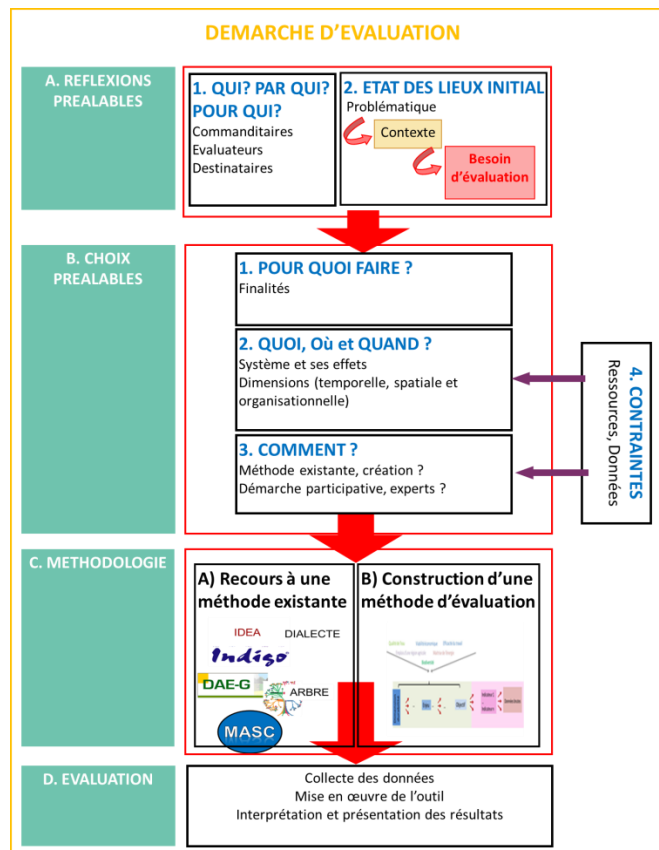 DEMARCHE D'EVALUATION
A. REFLEXIONS
PREALABLES
1. QUI? PAR QUI?
POUR QUI?
Commanditaires
Evaluateurs
Destinataires
2. ETAT DES LIEUX INITIAL
Problématique
Contexte
Besoin
d'évaluation
B. CHOIX
PREALABLES
1. POUR QUOI FAIRE ?
Finalités
2. QUOI, Où et QUAND ?
Système et ses effets
Dimensions (temporelle, spatiale et
organisationnelle)
3. COMMENT ?
Méthode existante, création ?
Démarche participative, experts ?
4. CONTRAINTES
Ressources, Données
C. METHODOLOGIE
A) Recours à une
méthode existante
IDEA
DIALECTE
Indigo
DAE-G
ARBRE
MASC
B) Construction d'une
méthode d'évaluation
D. EVALUATION
Collecte des données
Mise en œuvre de l'outil
Interprétation et présentation des résultats